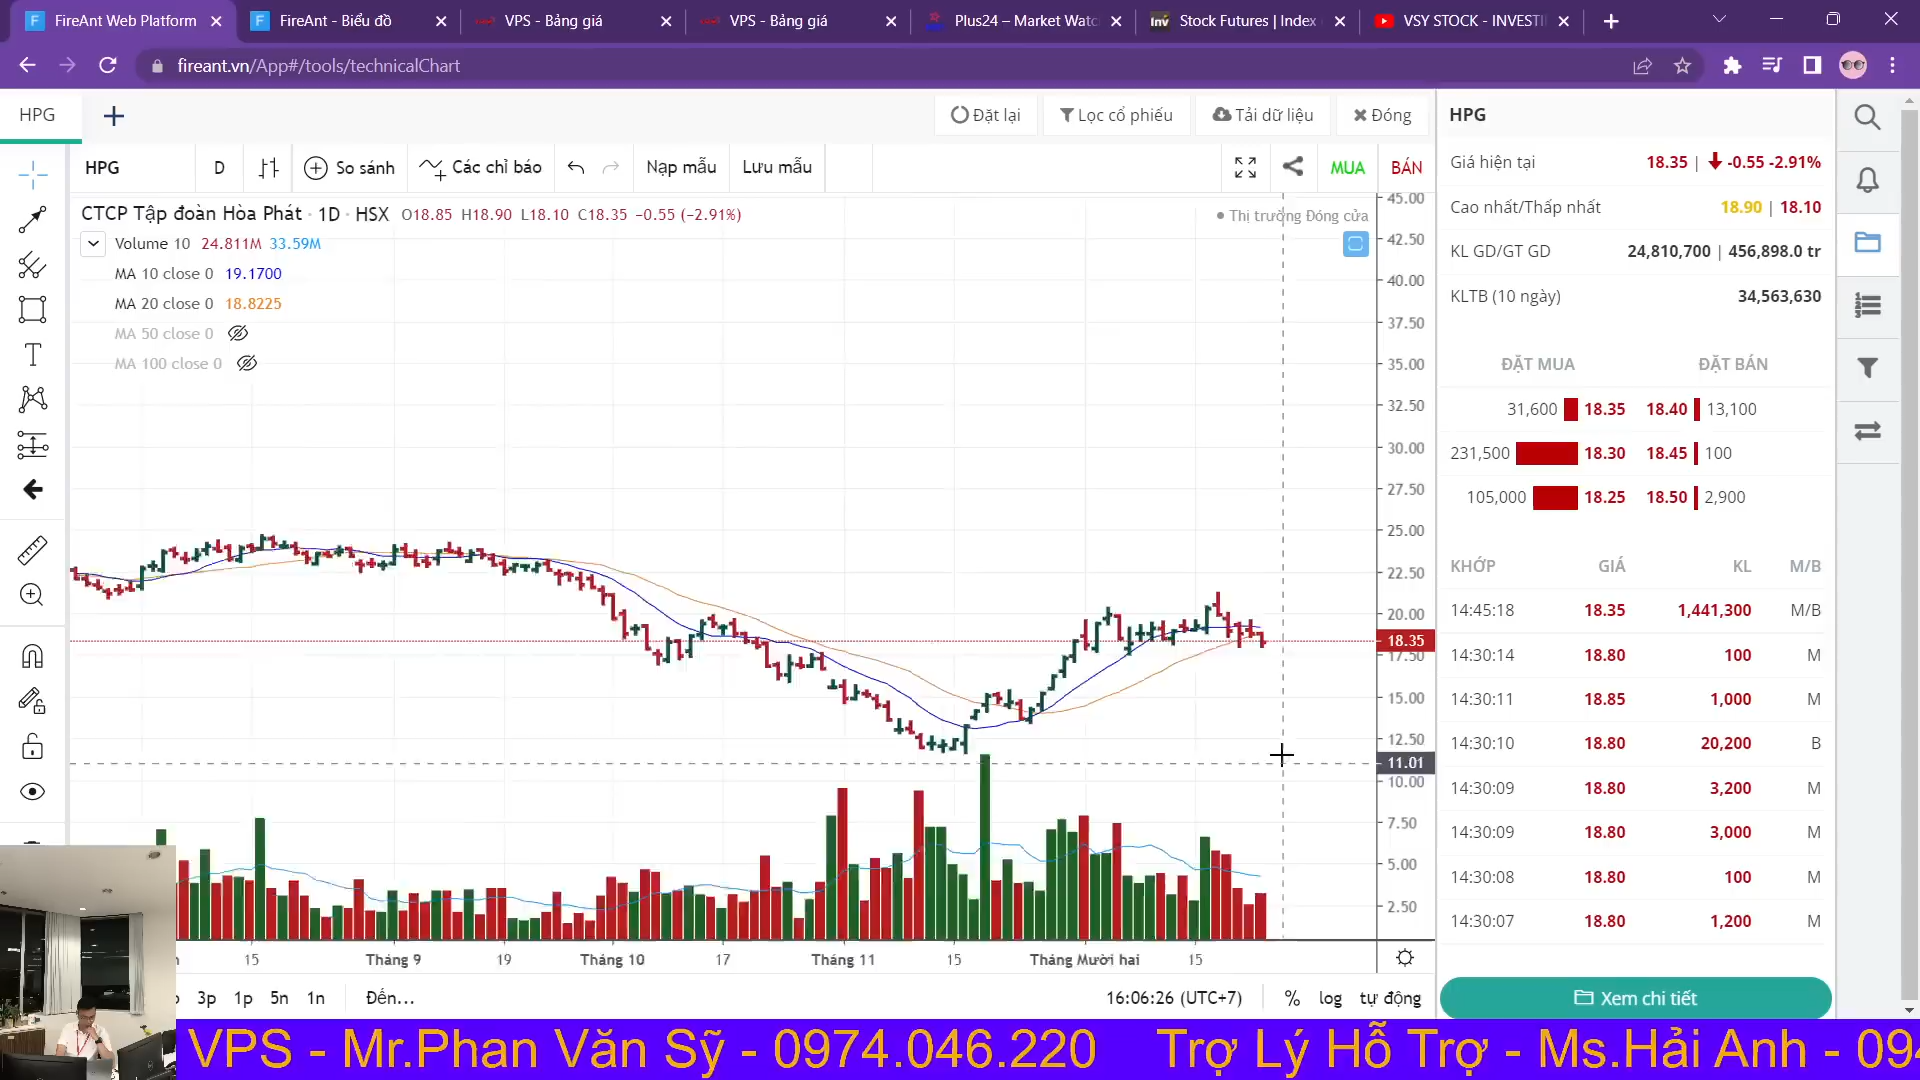 FireAnt Web Platform
FireAnt - Biểu đồ
VPS - Bảng giá
VPS - Bảng giá
Plus24 – Market Watc
Stock Futures | Index
VSY STOCK - INVESTI
fireant.vn/App#/tools/technicalChart
HPG
Đặt lại
Lọc cổ phiếu
Tải dữ liệu
Đóng
HPG
D
So sánh
Các chỉ báo
Nạp mẫu
Lưu mẫu
MUA
BÁN
CTCP Tập đoàn Hòa Phát · 1D · HSX O18.85 H18.90 L18.10 C18.35 −0.55 (−2.91%)
Thị trường Đóng cửa
Volume 10 24.811M 33.59M
MA 10 close 0 19.1700
MA 20 close 0 18.8225
MA 50 close 0
MA 100 close 0
45.00
42.50
40.00
37.50
35.00
32.50
30.00
27.50
25.00
22.50
20.00
18.35
17.50
15.00
12.50
11.01
10.00
7.50
5.00
2.50
15 Tháng 9 19 Tháng 10 17 Tháng 11 15 Tháng Mười hai 15
3p 1p 5n 1n Đến...
16:06:26 (UTC+7) % log tự động
HPG
Giá hiện tại 18.35 | -0.55 -2.91%
Cao nhất/Thấp nhất 18.90 | 18.10
KL GD/GT GD 24,810,700 | 456,898.0 tr
KLTB (10 ngày) 34,563,630
ĐẶT MUA ĐẶT BÁN
31,600 18.35 18.40 13,100
231,500 18.30 18.45 100
105,000 18.25 18.50 2,900
KHỚP GIÁ KL M/B
14:45:18 18.35 1,441,300 M/B
14:30:14 18.80 100 M
14:30:11 18.85 1,000 M
14:30:10 18.80 20,200 B
14:30:09 18.80 3,200 M
14:30:09 18.80 3,000 M
14:30:08 18.80 100 M
14:30:07 18.80 1,200 M
Xem chi tiết
VPS - Mr.Phan Văn Sỹ - 0974.046.220 Trợ Lý Hỗ Trợ - Ms.Hải Anh - 094